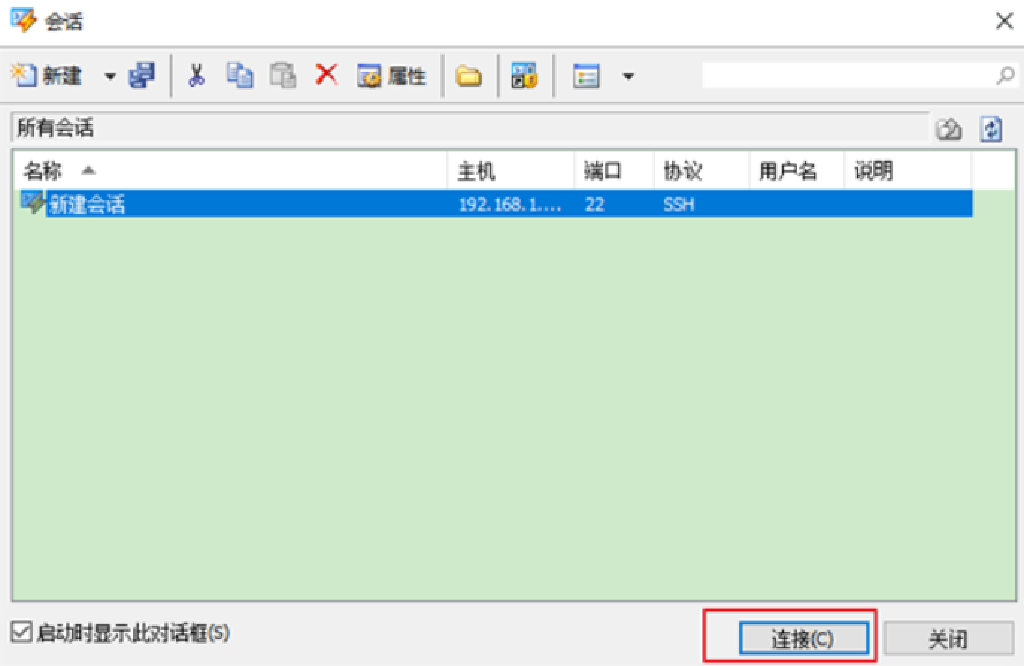 会话
新建 属性
所有会话
名称 主机 端口 协议 用户名 说明
新建会话 192.168.1.... 22 SSH
启动时显示此对话框(S)
连接(C) 关闭